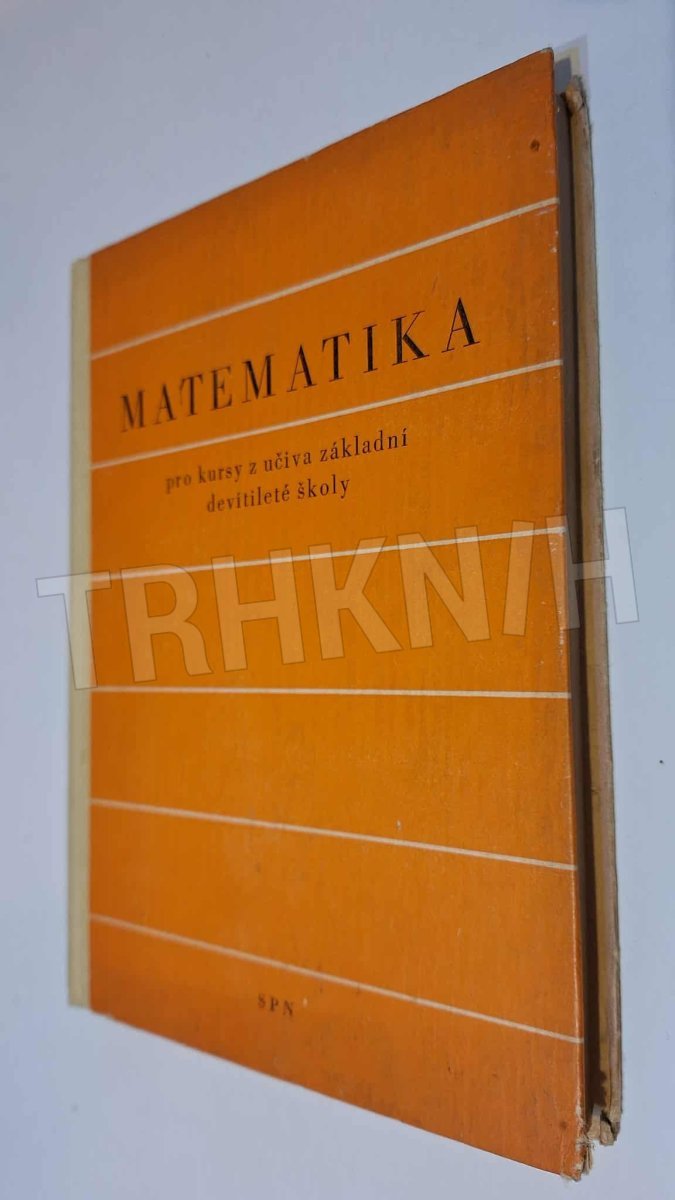 MATEMATIKA
pro kursy z učiva základní
devítileté školy
TRHKNIH
SPN